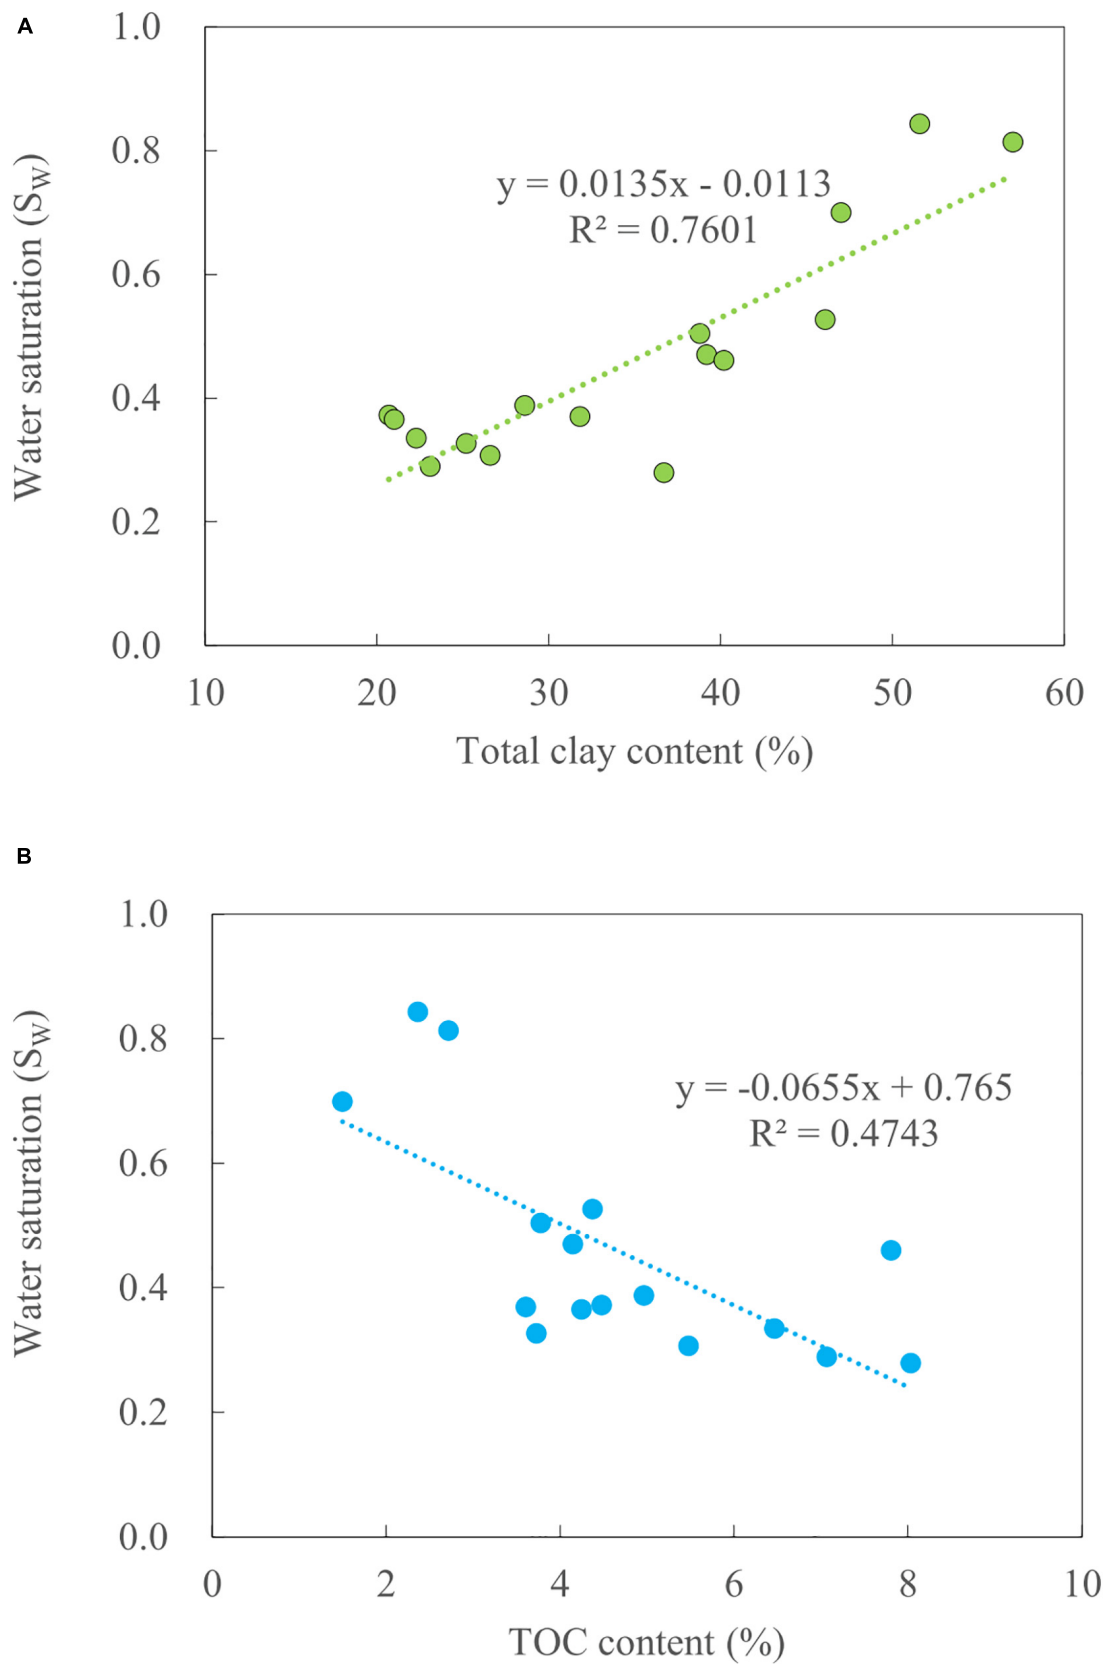 A
1.0
0.8
0.6
0.4
0.2
0.0
Water saturation (S_W)
y = 0.0135x - 0.0113
R² = 0.7601
10 20 30 40 50 60
Total clay content (%)
B
1.0
0.8
0.6
0.4
0.2
0.0
Water saturation (S_W)
y = -0.0655x + 0.765
R² = 0.4743
0 2 4 6 8 10
TOC content (%)